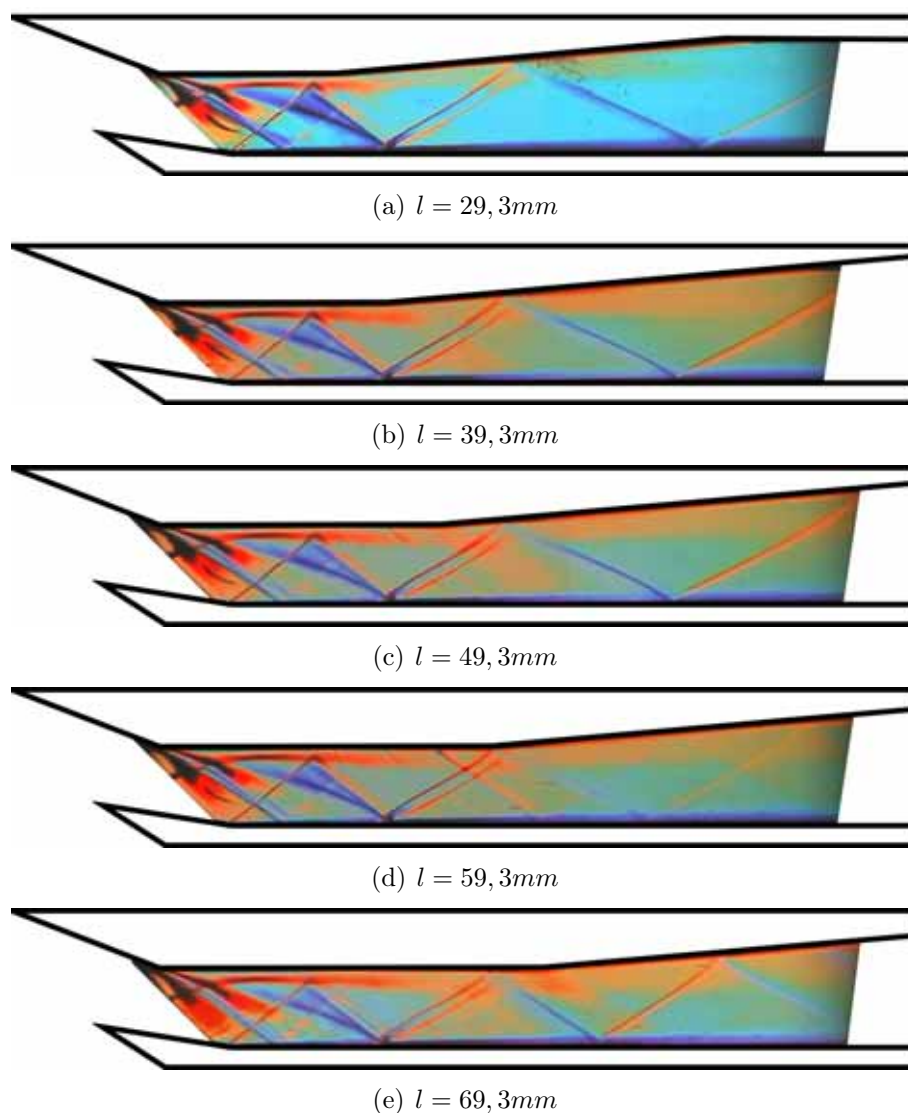 (a) l = 29, 3mm
(b) l = 39, 3mm
(c) l = 49, 3mm
(d) l = 59, 3mm
(e) l = 69, 3mm